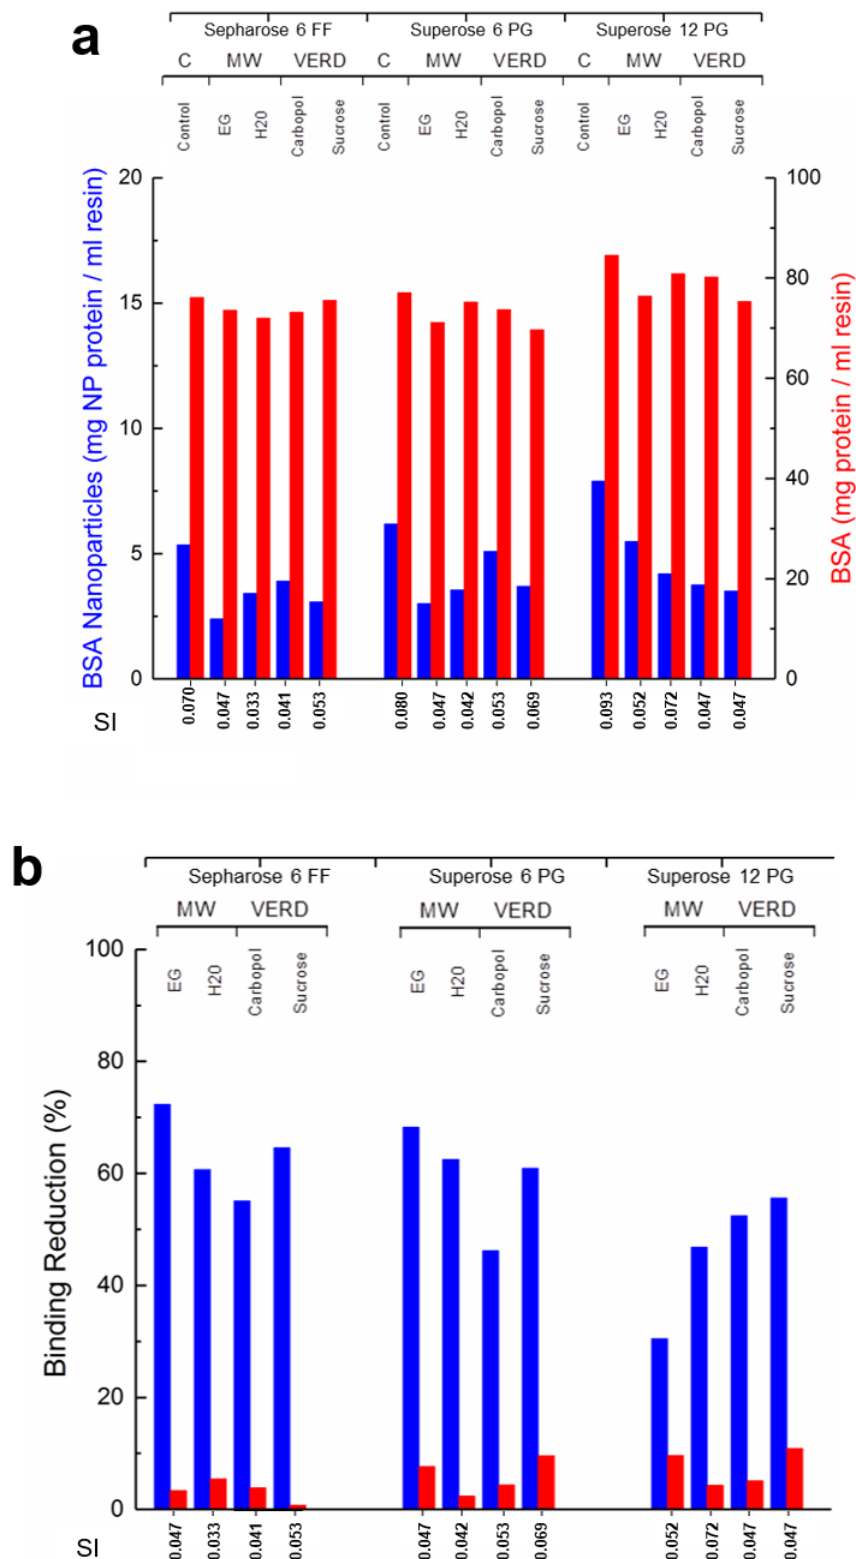 a
Sepharose 6 FF Superose 6 PG Superose 12 PG
C MW VERD C MW VERD C MW VERD
Control EG H20 Carbopol Sucrose Control EG H20 Carbopol Sucrose Control EG H20 Carbopol Sucrose
BSA Nanoparticles (mg NP protein / ml resin)
20
15
10
5
0
100
80
60
40
20
0
BSA (mg protein / ml resin)
SI 0.070 0.047 0.033 0.041 0.053 0.080 0.047 0.042 0.053 0.069 0.093 0.052 0.072 0.047 0.047
b
Sepharose 6 FF Superose 6 PG Superose 12 PG
MW VERD MW VERD MW VERD
EG H20 Carbopol Sucrose EG H20 Carbopol Sucrose EG H20 Carbopol Sucrose
Binding Reduction (%)
100
80
60
40
20
0
SI 0.047 0.033 0.041 0.053 0.047 0.042 0.053 0.069 0.052 0.072 0.047 0.047